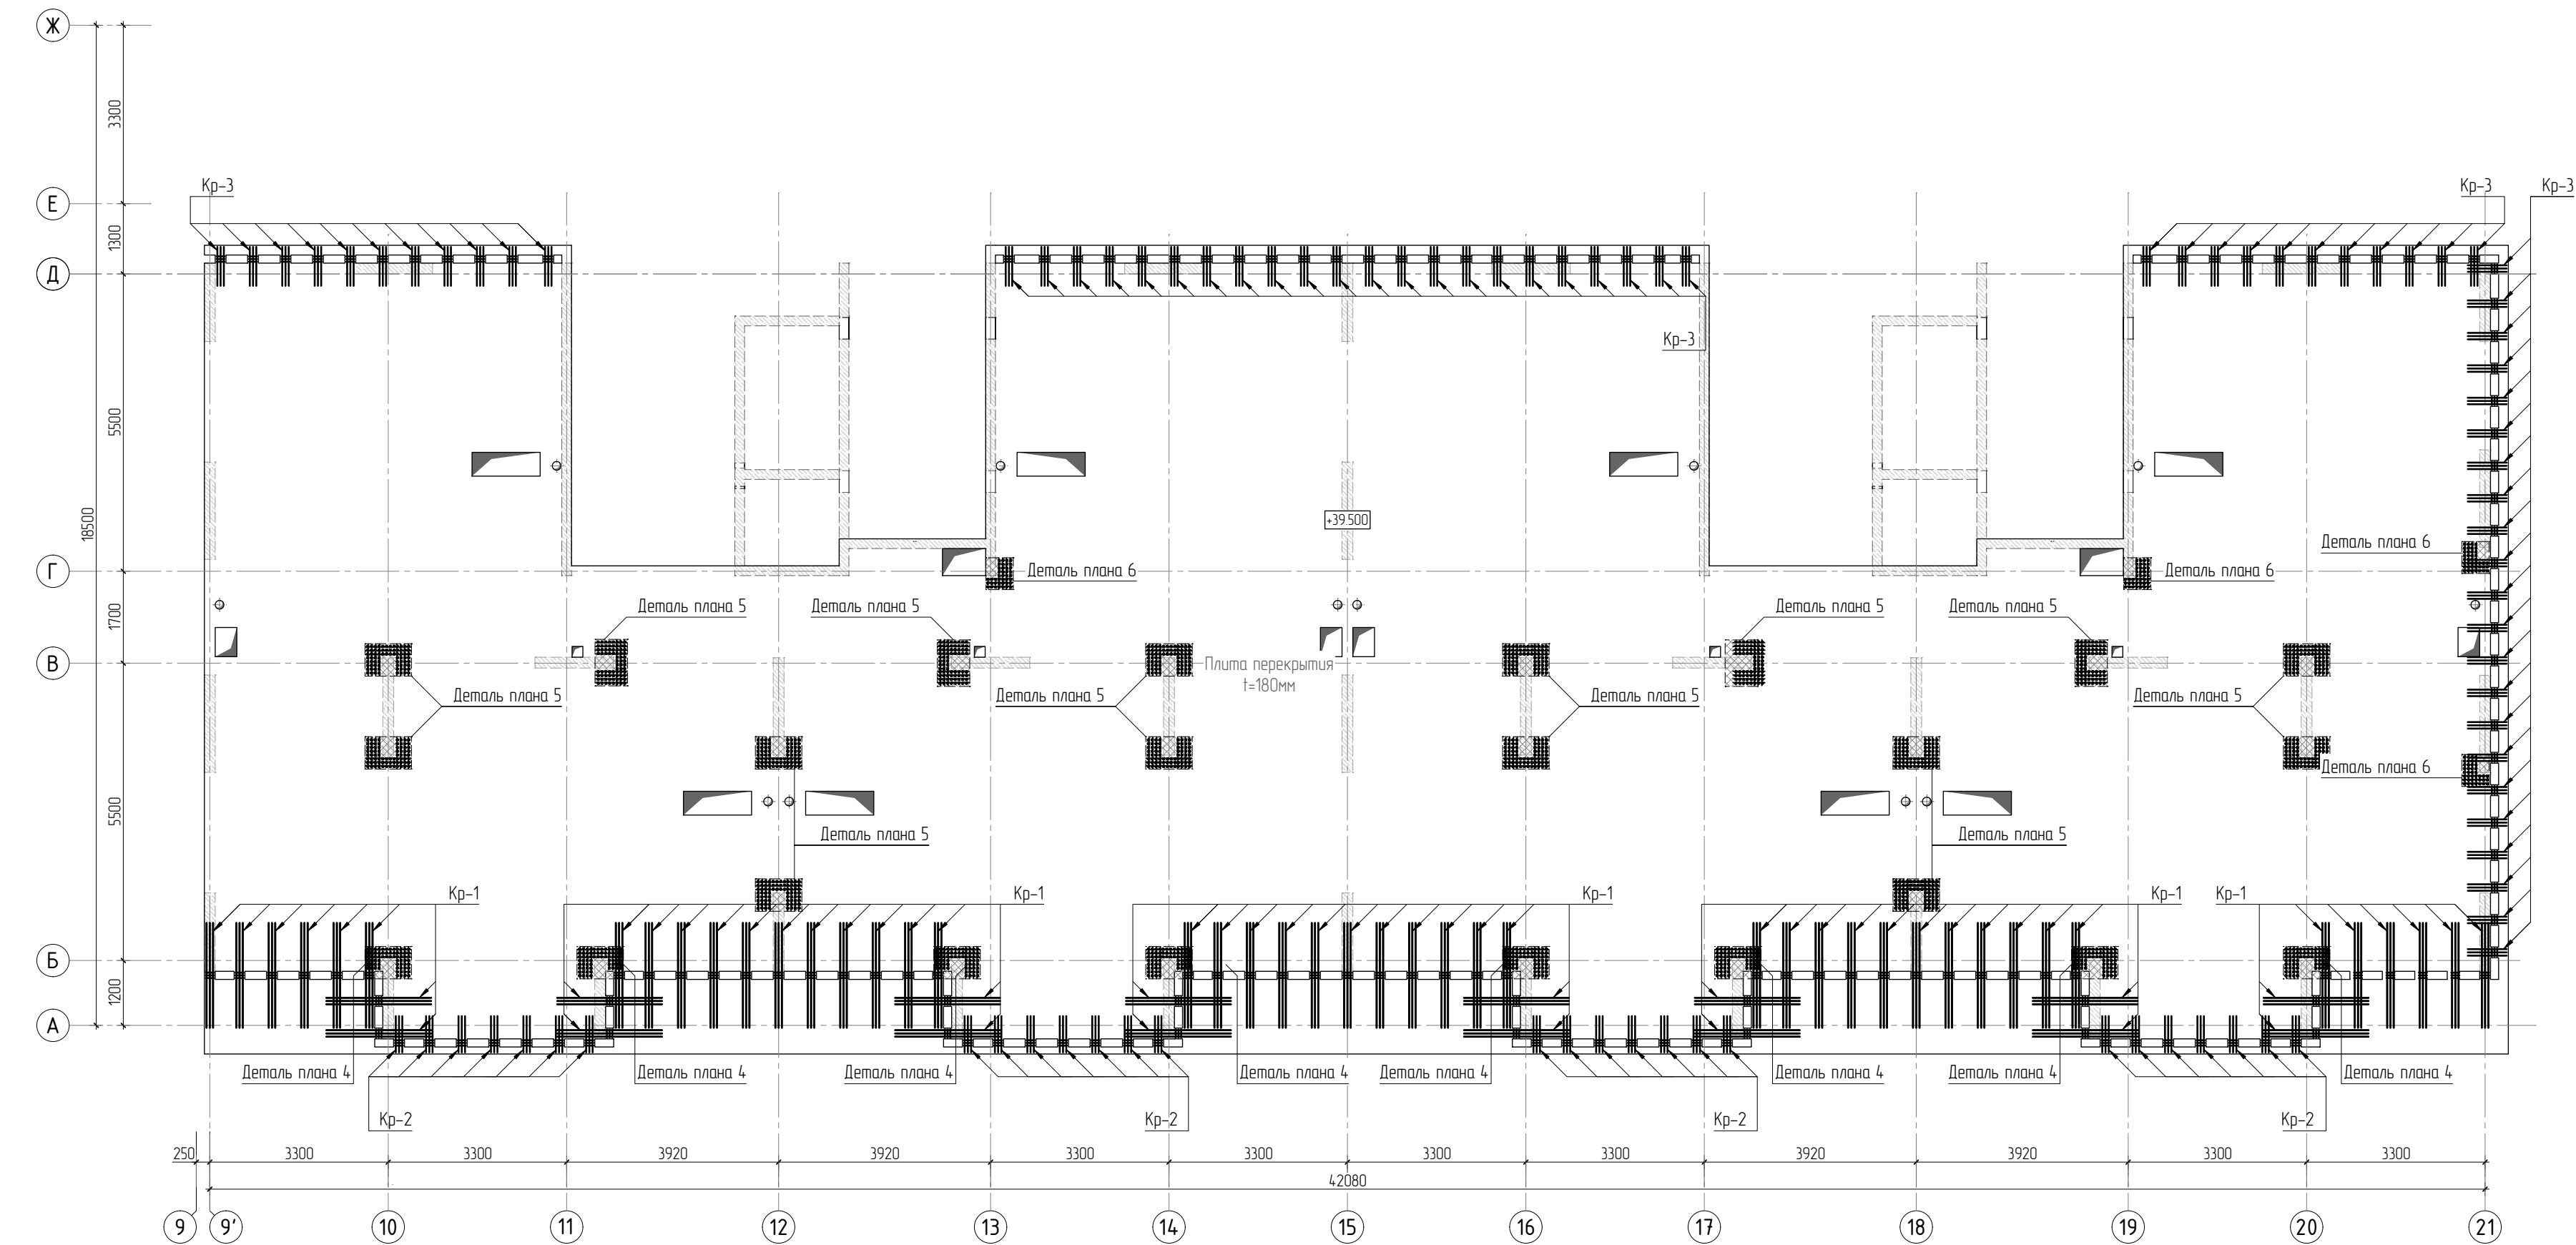 Ж
3300
Кр-3
Кр-3
Кр-3
Е
1300
Д
Кр-3
5500
18500
+39.500
Деталь плана 6
Г
Деталь плана 6
Деталь плана 6
1700
Деталь плана 5
Деталь плана 5
Деталь плана 5
Деталь плана 5
В
Плита перекрытия
t=180мм
Деталь плана 5
Деталь плана 5
Деталь плана 5
Деталь плана 5
Деталь плана 6
5500
Деталь плана 5
Деталь плана 5
Кр-1
Кр-1
Кр-1
Кр-1
Кр-1
Б
1200
А
Деталь плана 4
Деталь плана 4
Деталь плана 4
Деталь плана 4
Деталь плана 4
Деталь плана 4
Деталь плана 4
Деталь плана 4
Кр-2
Кр-2
Кр-2
Кр-2
250 3300 3300 3920 3920 3300 3300 3300 3300 3920 3920 3300 3300
42080
9 9' 10 11 12 13 14 15 16 17 18 19 20 21